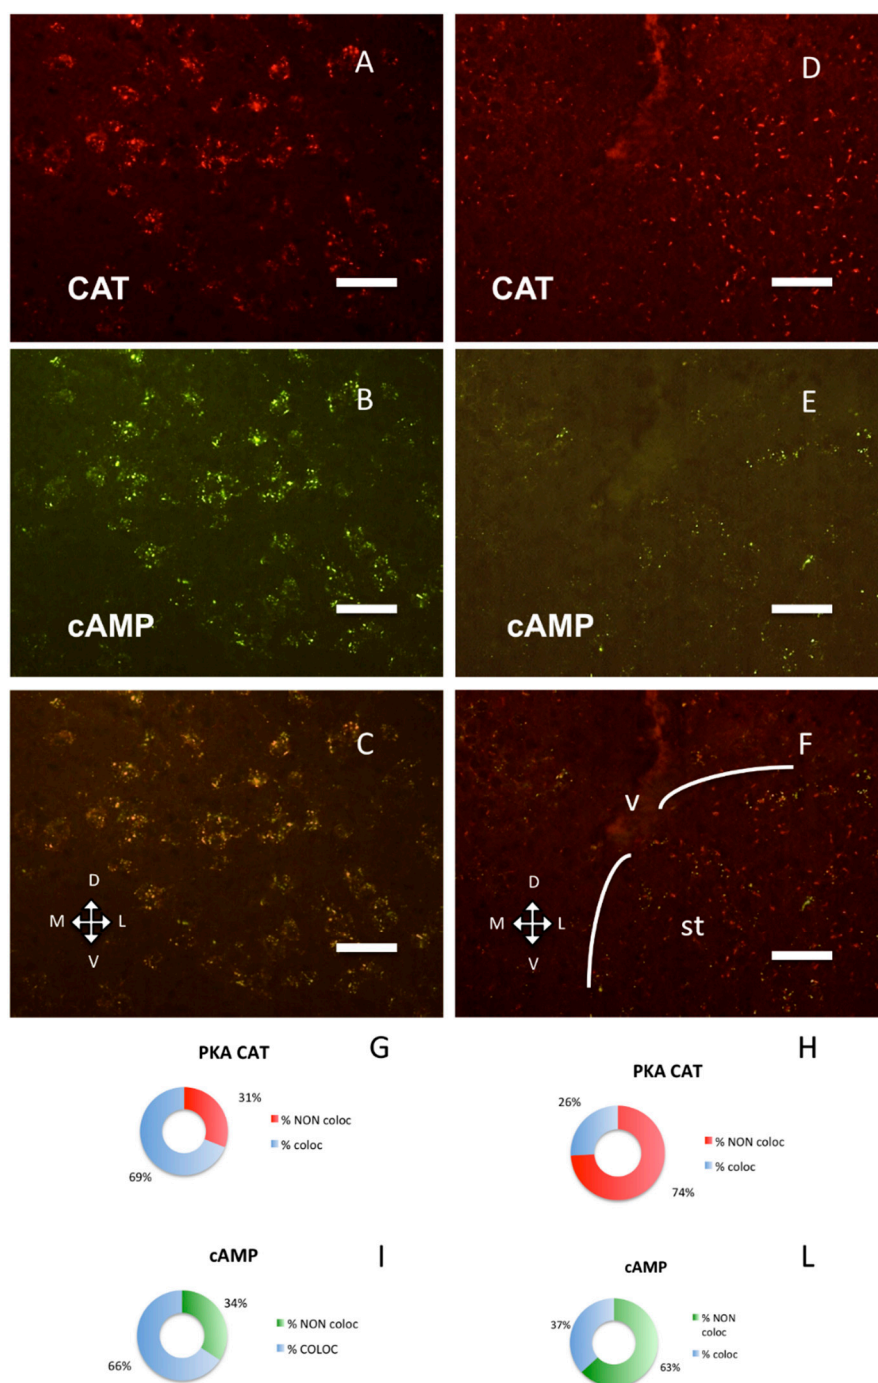 A
CAT
D
CAT
B
cAMP
E
cAMP
C
D
M L
V
F
v
D
M L
V
st
G
PKA CAT
31%
% NON coloc
% coloc
69%
H
PKA CAT
26%
% NON coloc
% coloc
74%
I
cAMP
34%
% NON coloc
% COLOC
66%
L
cAMP
37%
% NON
coloc
% coloc
63%